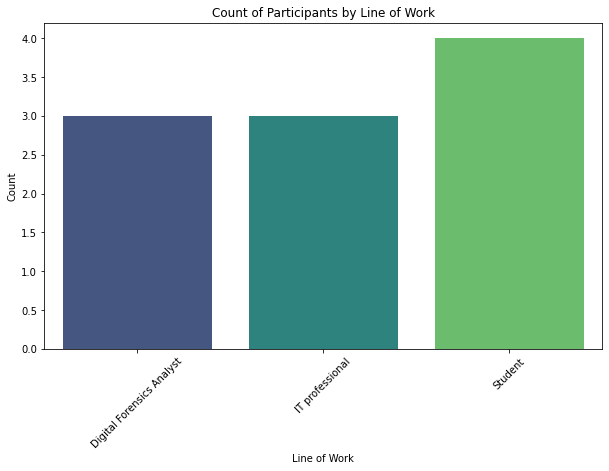 Count of Participants by Line of Work
Count
4.0
3.5
3.0
2.5
2.0
1.5
1.0
0.5
0.0
Digital Forensics Analyst
IT professional
Student
Line of Work